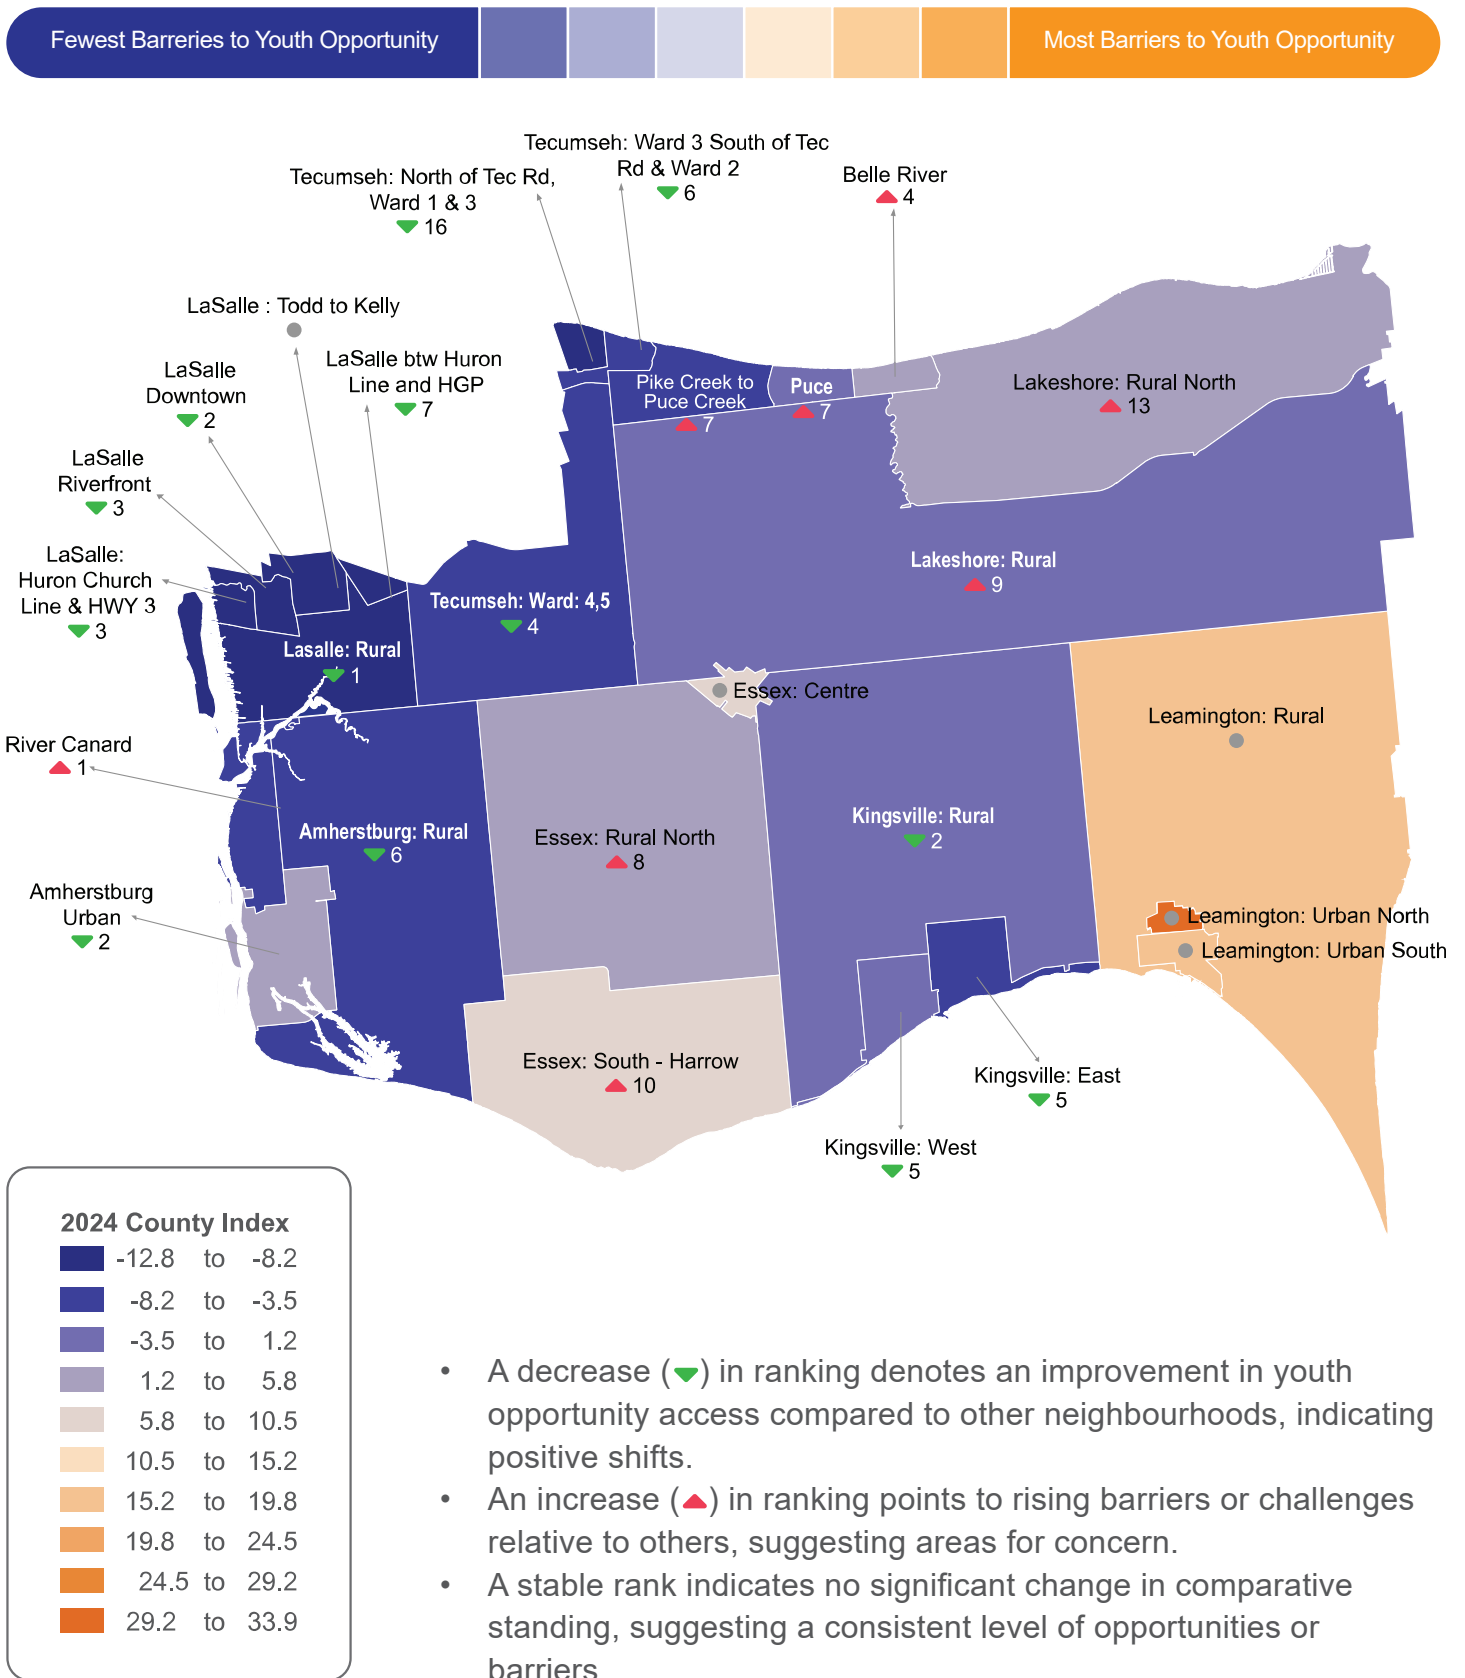 Fewest Barreries to Youth Opportunity
Most Barriers to Youth Opportunity
Tecumseh: Ward 3 South of Tec
Rd & Ward 2
6
Tecumseh: North of Tec Rd,
Ward 1 & 3
16
Belle River
4
LaSalle : Todd to Kelly
LaSalle btw Huron
Line and HGP
7
LaSalle
Downtown
2
LaSalle
Riverfront
3
LaSalle:
Huron Church
Line & HWY 3
3
Pike Creek to
Puce Creek
7
Puce
7
Lakeshore: Rural North
13
Lakeshore: Rural
9
Tecumseh: Ward: 4,5
4
Lasalle: Rural
1
Essex: Centre
Leamington: Rural
River Canard
1
Amherstburg: Rural
6
Essex: Rural North
8
Kingsville: Rural
2
Amherstburg
Urban
2
Leamington: Urban North
Leamington: Urban South
Essex: South - Harrow
10
Kingsville: East
5
Kingsville: West
5
2024 County Index
-12.8 to -8.2
-8.2 to -3.5
-3.5 to 1.2
1.2 to 5.8
5.8 to 10.5
10.5 to 15.2
15.2 to 19.8
19.8 to 24.5
24.5 to 29.2
29.2 to 33.9
• A decrease (▼) in ranking denotes an improvement in youth
opportunity access compared to other neighbourhoods, indicating
positive shifts.
• An increase (▲) in ranking points to rising barriers or challenges
relative to others, suggesting areas for concern.
• A stable rank indicates no significant change in comparative
standing, suggesting a consistent level of opportunities or
barriers